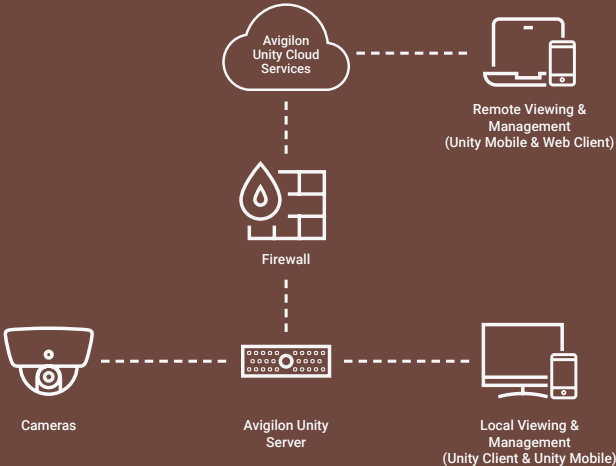 Avigilon
Unity Cloud
Services
Remote Viewing &
Management
(Unity Mobile & Web Client)
Firewall
Cameras
Avigilon Unity
Server
Local Viewing &
Management
(Unity Client & Unity Mobile)